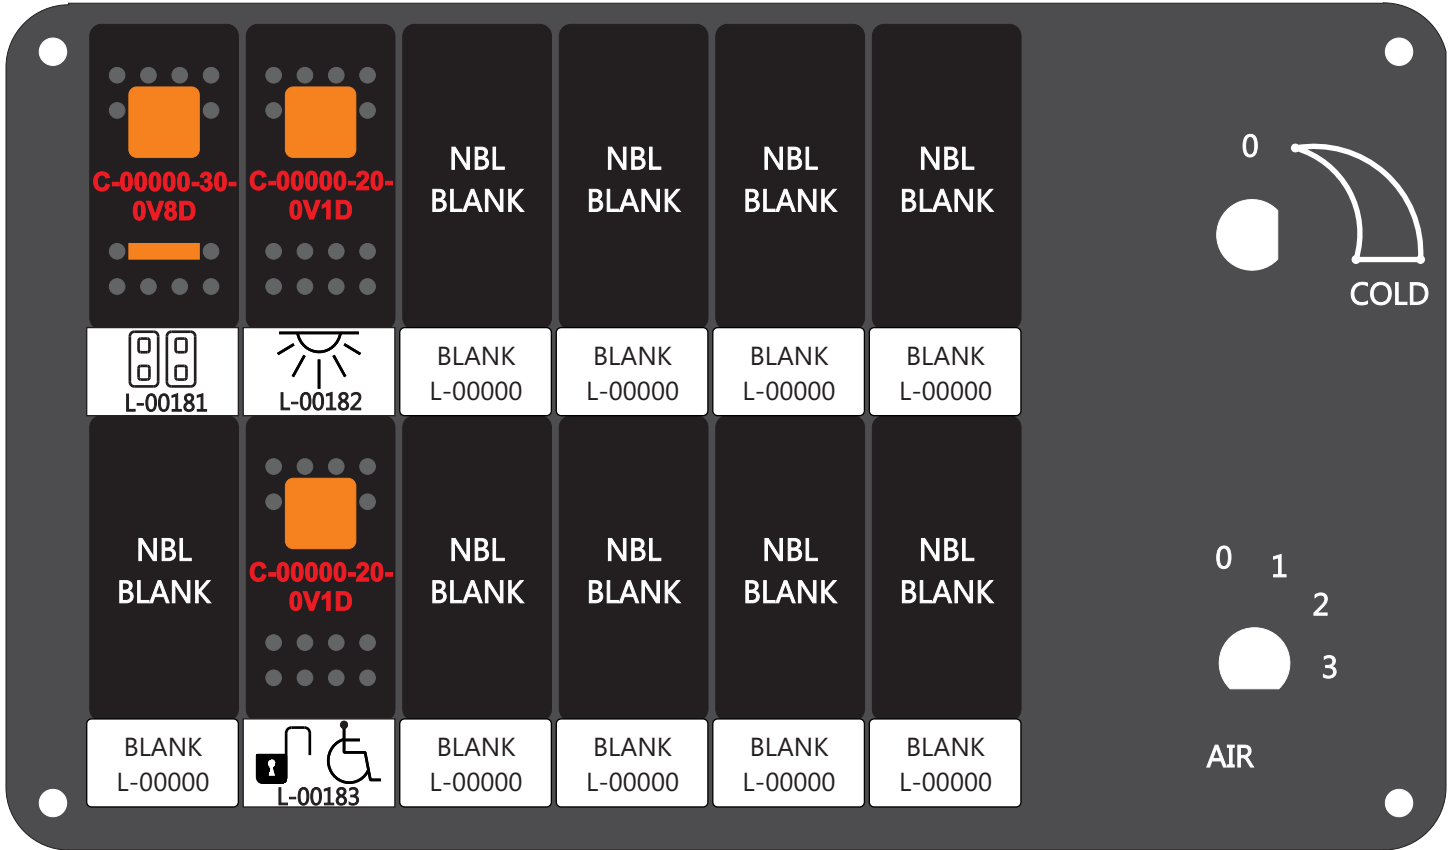 C-00000-30-
0V8D
C-00000-20-
0V1D
NBL
BLANK
NBL
BLANK
NBL
BLANK
NBL
BLANK
L-00181
L-00182
BLANK
L-00000
BLANK
L-00000
BLANK
L-00000
BLANK
L-00000
NBL
BLANK
C-00000-20-
0V1D
NBL
BLANK
NBL
BLANK
NBL
BLANK
NBL
BLANK
BLANK
L-00000
L-00183
BLANK
L-00000
BLANK
L-00000
BLANK
L-00000
BLANK
L-00000
0
COLD
0
1
2
3
AIR